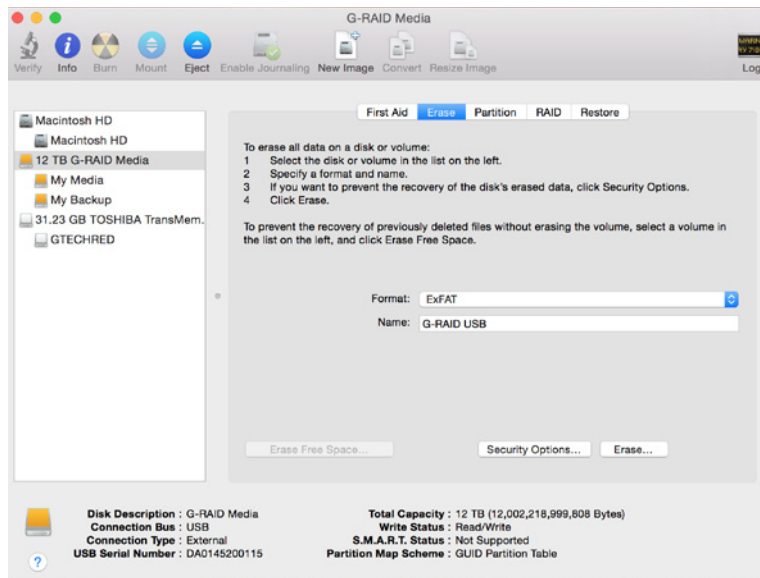 G-RAID Media
Verify Info Burn Mount Eject Enable Journaling New Image Convert Resize Image Log
First Aid Erase Partition RAID Restore
Macintosh HD
Macintosh HD
12 TB G-RAID Media
My Media
My Backup
31.23 GB TOSHIBA TransMem.
GTECHRED
To erase all data on a disk or volume:
1 Select the disk or volume in the list on the left.
2 Specify a format and name.
3 If you want to prevent the recovery of the disk's erased data, click Security Options.
4 Click Erase.
To prevent the recovery of previously deleted files without erasing the volume, select a volume in
the list on the left, and click Erase Free Space.
Format: ExFAT
Name: G-RAID USB
Erase Free Space... Security Options... Erase...
Disk Description : G-RAID Media
Connection Bus : USB
Connection Type : External
USB Serial Number : DA0145200115
Total Capacity : 12 TB (12,002,218,999,808 Bytes)
Write Status : Read/Write
S.M.A.R.T. Status : Not Supported
Partition Map Scheme : GUID Partition Table
?